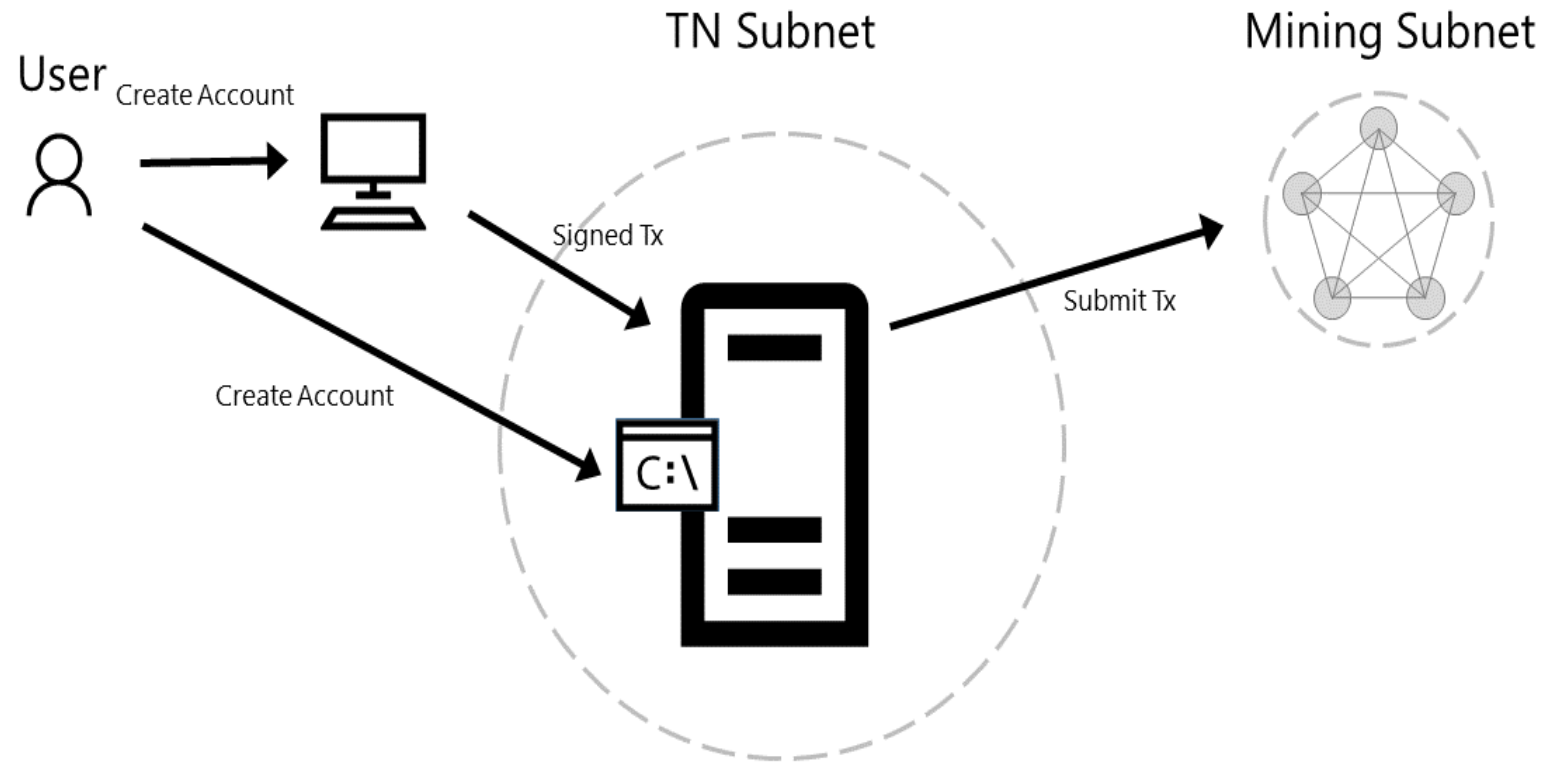 TN Subnet
Mining Subnet
User
Create Account
Signed Tx
Submit Tx
Create Account
C:\